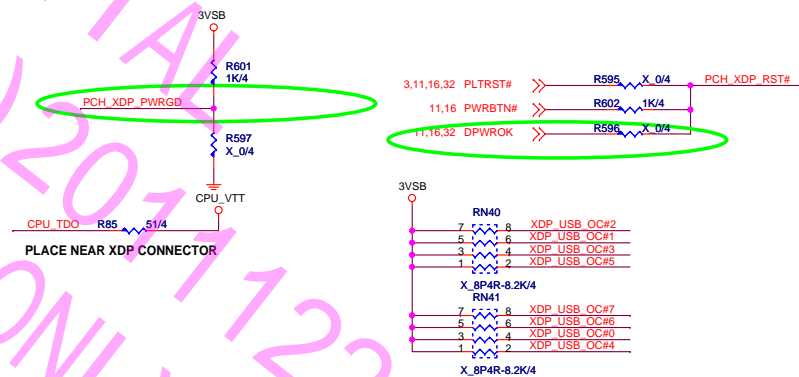 3VSB
R601
1K/4
PCH_XDP_PWRGD
R597
X_0/4
CPU_VTT
CPU_TDO R85 51/4
PLACE NEAR XDP CONNECTOR
3,11,16,32 PLTRST# R595 X_0/4 PCH_XDP_RST#
11,16 PWRBTN# R602 1K/4
11,16,32 DPWROK R596 X_0/4
3VSB
RN40
7 8 XDP_USB_OC#2
5 6 XDP_USB_OC#1
3 4 XDP_USB_OC#3
1 2 XDP_USB_OC#5
X_8P4R-8.2K/4
RN41
7 8 XDP_USB_OC#7
5 6 XDP_USB_OC#6
3 4 XDP_USB_OC#0
1 2 XDP_USB_OC#4
X_8P4R-8.2K/4